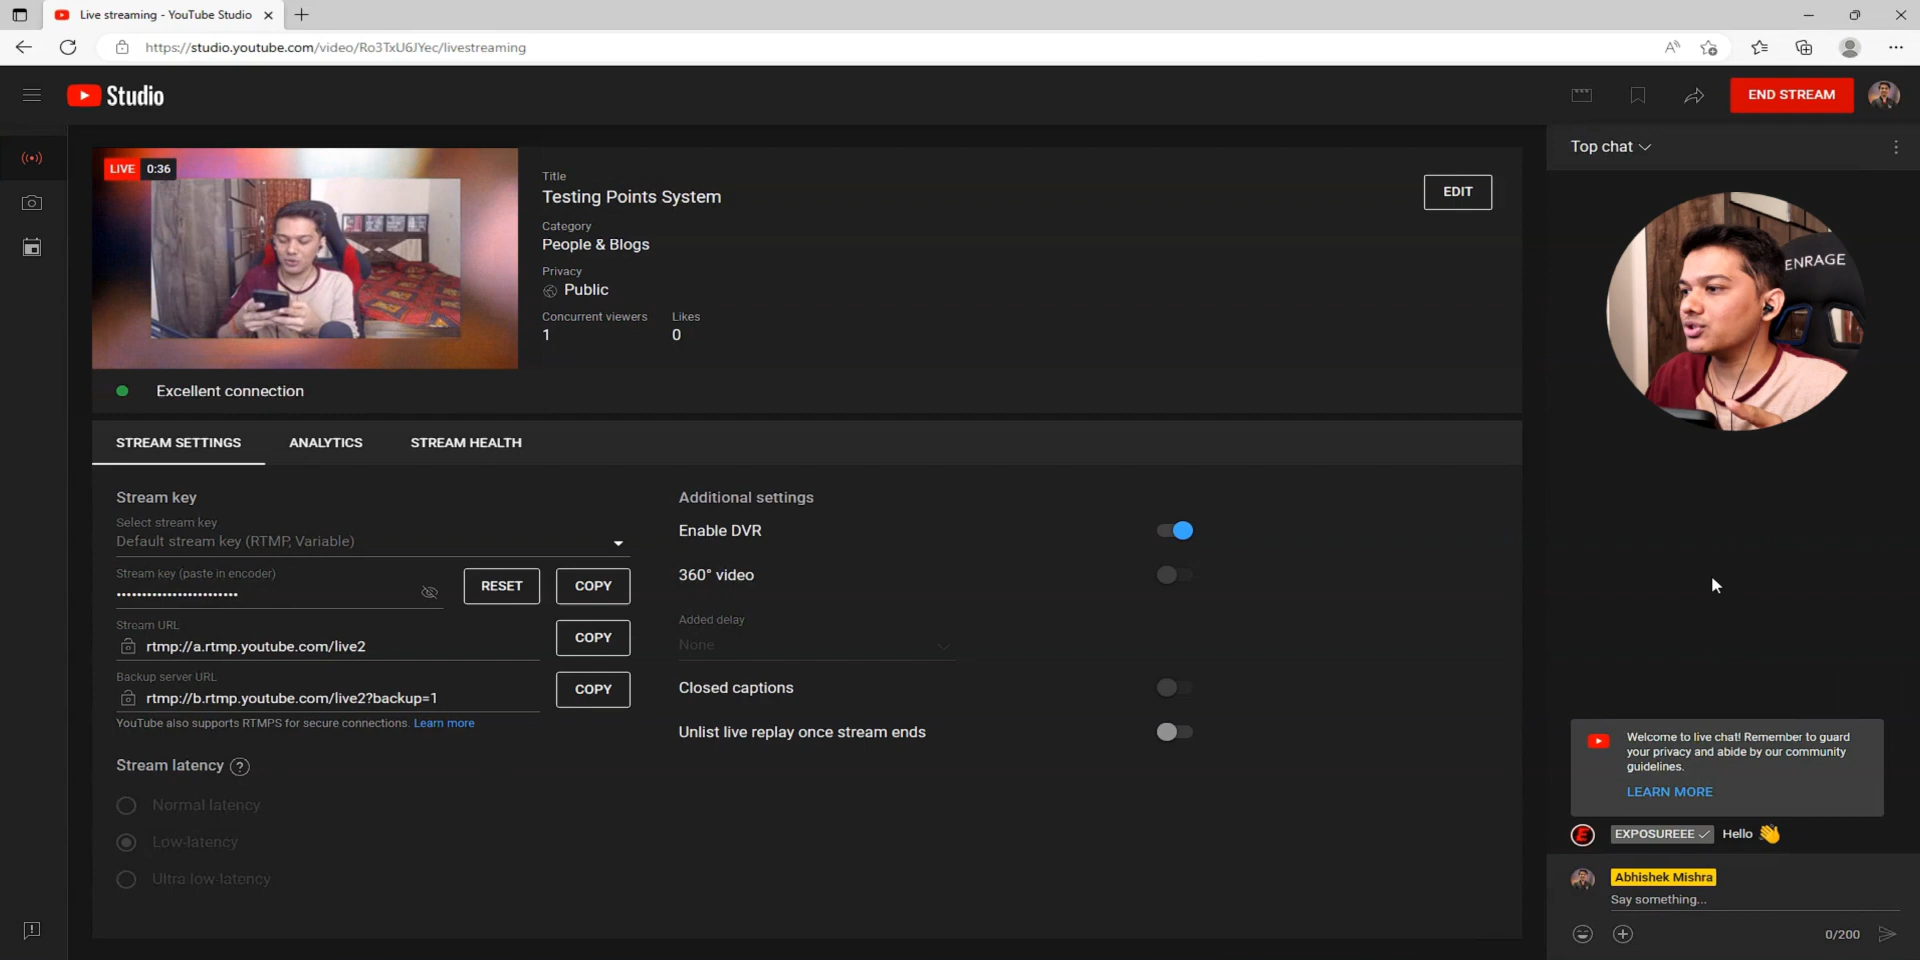 Live streaming - YouTube Studio
https://studio.youtube.com/video/Ro3TxU6JYec/livestreaming
Studio
END STREAM
LIVE 0:36
Title
Testing Points System
EDIT
Category
People & Blogs
Privacy
Public
Concurrent viewers Likes
1 0
Excellent connection
STREAM SETTINGS ANALYTICS STREAM HEALTH
Stream key
Select stream key
Default stream key (RTMP, Variable)
Stream key (paste in encoder)
••••••••••••••••••••••••
RESET COPY
Stream URL
rtmp://a.rtmp.youtube.com/live2
COPY
Backup server URL
rtmp://b.rtmp.youtube.com/live2?backup=1
COPY
YouTube also supports RTMPS for secure connections. Learn more
Stream latency ?
Normal latency
Low-latency
Ultra low-latency
Additional settings
Enable DVR
360° video
Added delay
None
Closed captions
Unlist live replay once stream ends
Top chat
ENRAGE
Welcome to live chat! Remember to guard
your privacy and abide by our community
guidelines.
LEARN MORE
EXPOSUREEE ✓ Hello 👋
Abhishek Mishra
Say something...
0/200